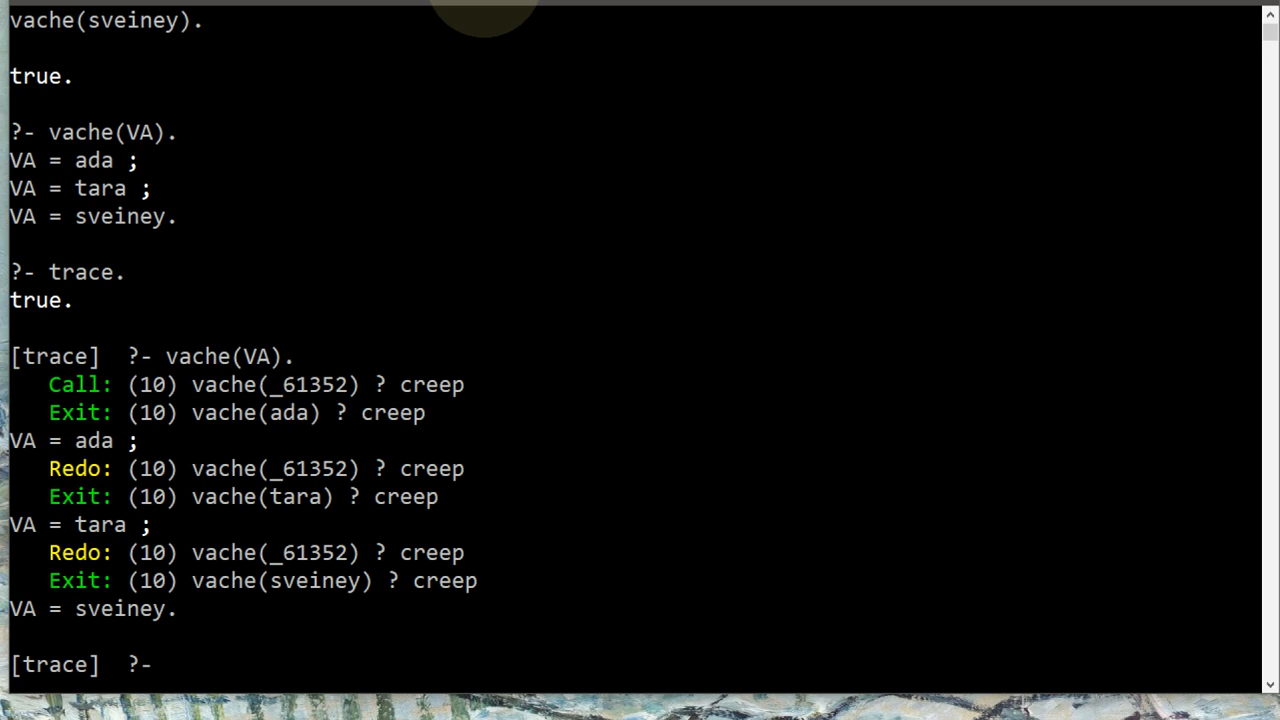 vache(sveiney).
true.
?- vache(VA).
VA = ada ;
VA = tara ;
VA = sveiney.
?- trace.
true.
[trace]  ?- vache(VA).
   Call: (10) vache(_61352) ? creep
   Exit: (10) vache(ada) ? creep
VA = ada ;
   Redo: (10) vache(_61352) ? creep
   Exit: (10) vache(tara) ? creep
VA = tara ;
   Redo: (10) vache(_61352) ? creep
   Exit: (10) vache(sveiney) ? creep
VA = sveiney.
[trace]  ?-